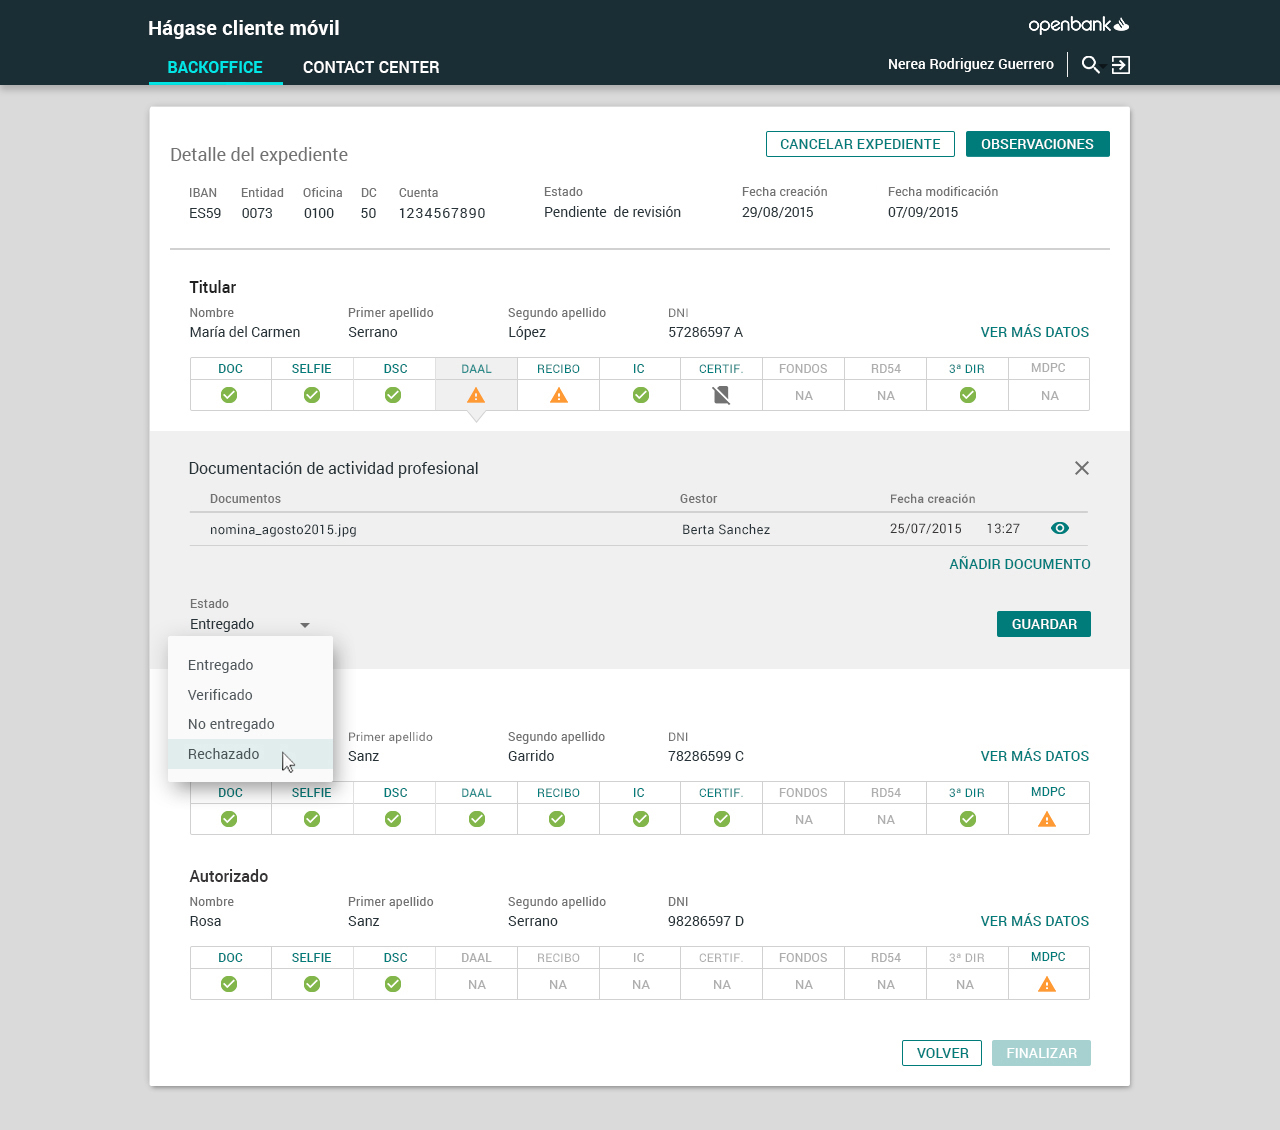 Hágase cliente móvil
openbank
BACKOFFICE CONTACT CENTER
Nerea Rodriguez Guerrero
Detalle del expediente
CANCELAR EXPEDIENTE OBSERVACIONES
IBAN Entidad Oficina DC Cuenta Estado Fecha creación Fecha modificación
ES59 0073 0100 50 1234567890 Pendiente de revisión 29/08/2015 07/09/2015
Titular
Nombre Primer apellido Segundo apellido DNI
María del Carmen Serrano López 57286597 A VER MÁS DATOS
DOC SELFIE DSC DAAL RECIBO IC CERTIF. FONDOS RD54 3ª DIR MDPC
NA NA NA
Documentación de actividad profesional
Documentos Gestor Fecha creación
nomina_agosto2015.jpg Berta Sanchez 25/07/2015 13:27
AÑADIR DOCUMENTO
Estado
Entregado
GUARDAR
Entregado
Verificado
No entregado
Rechazado
Primer apellido Segundo apellido DNI
Sanz Garrido 78286599 C VER MÁS DATOS
DOC SELFIE DSC DAAL RECIBO IC CERTIF. FONDOS RD54 3ª DIR MDPC
NA NA
Autorizado
Nombre Primer apellido Segundo apellido DNI
Rosa Sanz Serrano 98286597 D VER MÁS DATOS
DOC SELFIE DSC DAAL RECIBO IC CERTIF. FONDOS RD54 3ª DIR MDPC
NA NA NA NA NA NA NA
VOLVER FINALIZAR